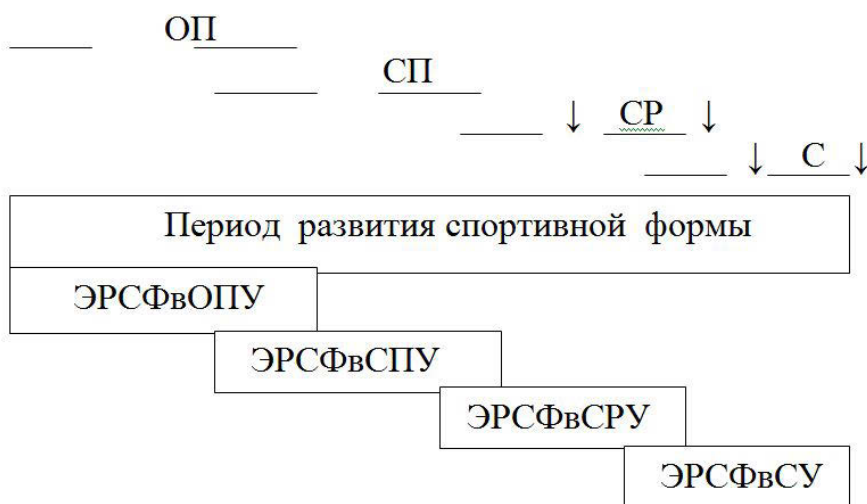 ОП
СП
↓ СР ↓
↓ С ↓
Период развития спортивной формы
ЭРСФвОПУ
ЭРСФвСПУ
ЭРСФвСРУ
ЭРСФвСУ